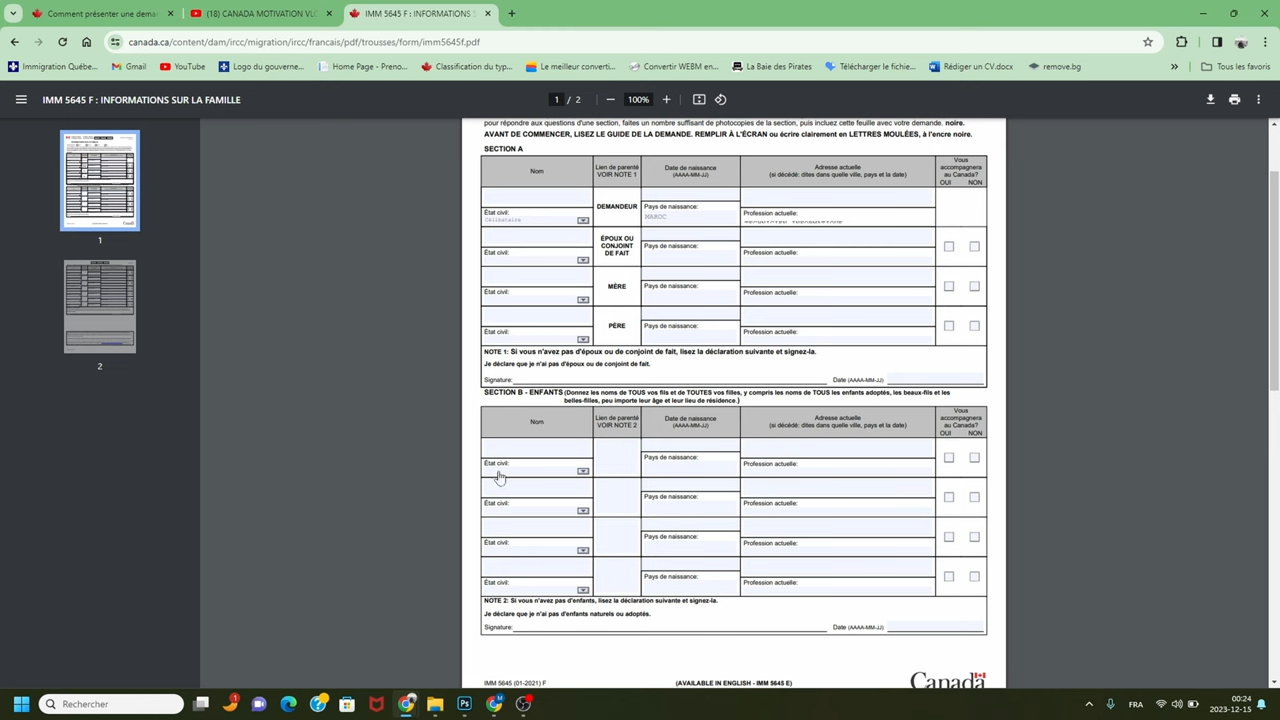 Comment présenter une dema
(18) CANADA MOTIVATION VLO
IMM 5645 F : INFORMATIONS S
canada.ca/content/dam/ircc/migration/ircc/francais/pdf/trousses/form/imm5645f.pdf
Immigration Québe...
Gmail
YouTube
Logo du gouverne...
Home Page - Preno...
Classification du typ...
Le meilleur converti...
Convertir WEBM en...
La Baie des Pirates
Télécharger le fichie...
Rédiger un CV.docx
remove.bg
Tous les favoris
IMM 5645 F : INFORMATIONS SUR LA FAMILLE
1 / 2
100%
pour répondre aux questions d'une section, faites un nombre suffisant de photocopies de la section, puis incluez cette feuille avec votre demande. noire.
AVANT DE COMMENCER, LISEZ LE GUIDE DE LA DEMANDE. REMPLIR À L'ÉCRAN ou écrire clairement en LETTRES MOULÉES, à l'encre noire.
SECTION A
Nom
Lien de parenté
VOIR NOTE 1
Date de naissance
(AAAA-MM-JJ)
Adresse actuelle
(si décédé: dites dans quelle ville, pays et la date)
Vous
accompagnera
au Canada?
OUI NON
État civil:
Célibataire
DEMANDEUR
Pays de naissance:
MAROC
Profession actuelle:
État civil:
ÉPOUX OU
CONJOINT
DE FAIT
Pays de naissance:
Profession actuelle:
État civil:
MÈRE
Pays de naissance:
Profession actuelle:
État civil:
PÈRE
Pays de naissance:
Profession actuelle:
NOTE 1: Si vous n'avez pas d'époux ou de conjoint de fait, lisez la déclaration suivante et signez-la.
Je déclare que je n'ai pas d'époux ou de conjoint de fait.
Signature:
Date (AAAA-MM-JJ)
SECTION B - ENFANTS (Donnez les noms de TOUS vos fils et de TOUTES vos filles, y compris les noms de TOUS les enfants adoptés, les beaux-fils et les
belles-filles, peu importe leur âge et leur lieu de résidence.)
Nom
Lien de parenté
VOIR NOTE 2
Date de naissance
(AAAA-MM-JJ)
Adresse actuelle
(si décédé: dites dans quelle ville, pays et la date)
Vous
accompagnera
au Canada?
OUI NON
État civil:
Pays de naissance:
Profession actuelle:
État civil:
Pays de naissance:
Profession actuelle:
État civil:
Pays de naissance:
Profession actuelle:
État civil:
Pays de naissance:
Profession actuelle:
NOTE 2: Si vous n'avez pas d'enfants, lisez la déclaration suivante et signez-la.
Je déclare que je n'ai pas d'enfants naturels ou adoptés.
Signature:
Date (AAAA-MM-JJ)
IMM 5645 (01-2021) F
(AVAILABLE IN ENGLISH - IMM 5645 E)
Canada
1
2
Rechercher
00:24
2023-12-15